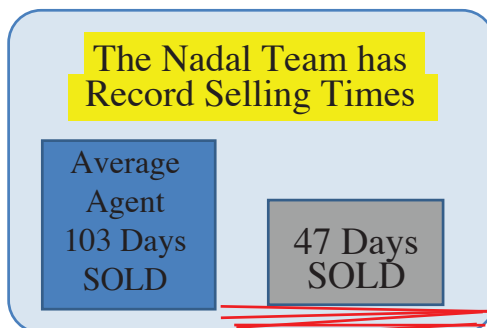 The Nadal Team has
Record Selling Times
Average
Agent
103 Days
SOLD
47 Days
SOLD